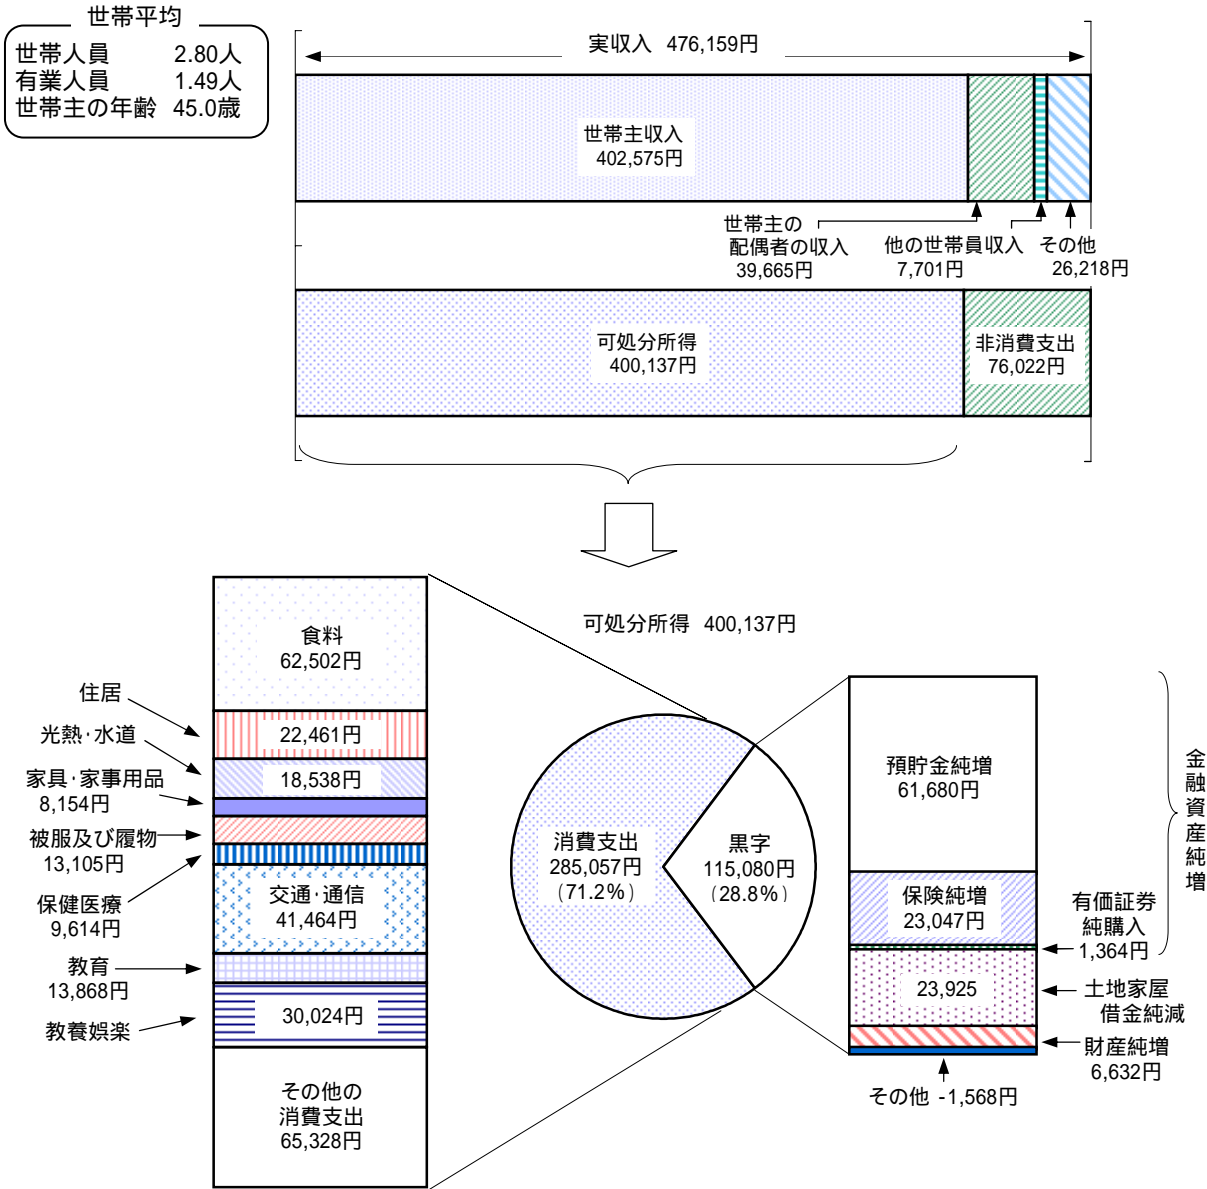 世帯平均
世帯人員 2.80人
有業人員 1.49人
世帯主の年齢 45.0歳
実収入 476,159円
世帯主収入
402,575円
世帯主の
配偶者の収入
39,665円
他の世帯員収入
7,701円
その他
26,218円
可処分所得
400,137円
非消費支出
76,022円
可処分所得 400,137円
食料
62,502円
住居
22,461円
光熱･水道
18,538円
家具･家事用品
8,154円
被服及び履物
13,105円
保健医療
9,614円
交通･通信
41,464円
教育
13,868円
教養娯楽
30,024円
その他の
消費支出
65,328円
消費支出
285,057円
(71.2%)
黒字
115,080円
(28.8%)
預貯金純増
61,680円
保険純増
23,047円
有価証券
純購入
1,364円
金融資産純増
23,925
土地家屋
借金純減
財産純増
6,632円
その他 -1,568円